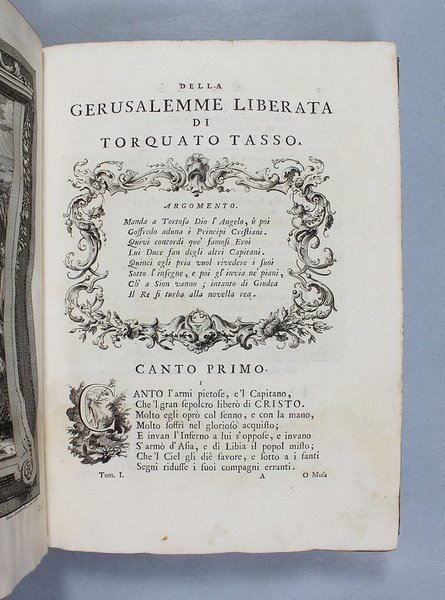 DELLA
GERUSALEMME LIBERATA
DI
TORQUATO TASSO.
ARGOMENTO.
Manda a Tortosa Dio l'Angelo, ù poi
Goffredo aduna i Principi Cristiani.
Quivi concordi que' famosi Eroi
Lui Duce fan degli altri Capitani.
Quinci egli pria vuol rivedere i suoi
Sotto l'insegne, e poi gl'invia ne' piani,
Ch' a Sion vanno; intanto di Giudea
Il Re si turba alla novella rea.
CANTO PRIMO.
I
CANTO l'armi pietose, e'l Capitano,
Che 'l gran sepolcro liberò di CRISTO.
Molto egli oprò col senno, e con la mano,
Molto soffrì nel glorioso acquisto;
E invan l'Inferno a lui s'oppose, e invano
S'armò d'Asia, e di Libia il popol misto;
Che 'l Ciel gli diè favore, e sotto a i santi
Segni ridusse i suoi compagni erranti.
Tom. I. A O Musa